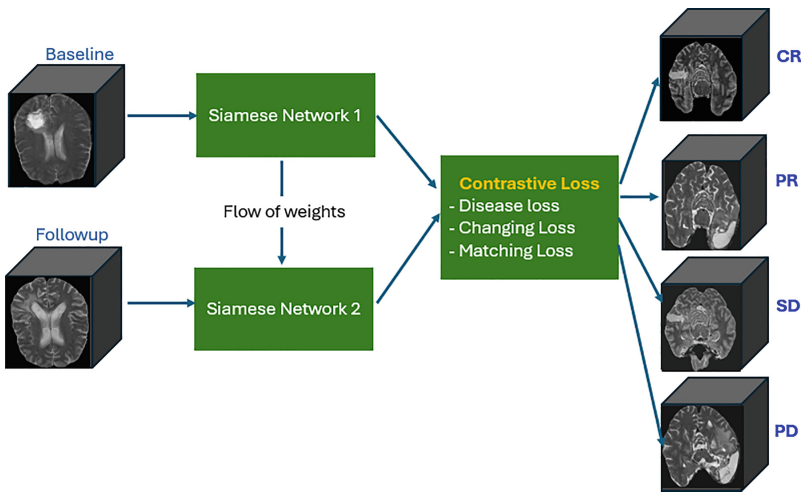 Baseline
Siamese Network 1
Flow of weights
Followup
Siamese Network 2
Contrastive Loss
- Disease loss
- Changing Loss
- Matching Loss
CR
PR
SD
PD